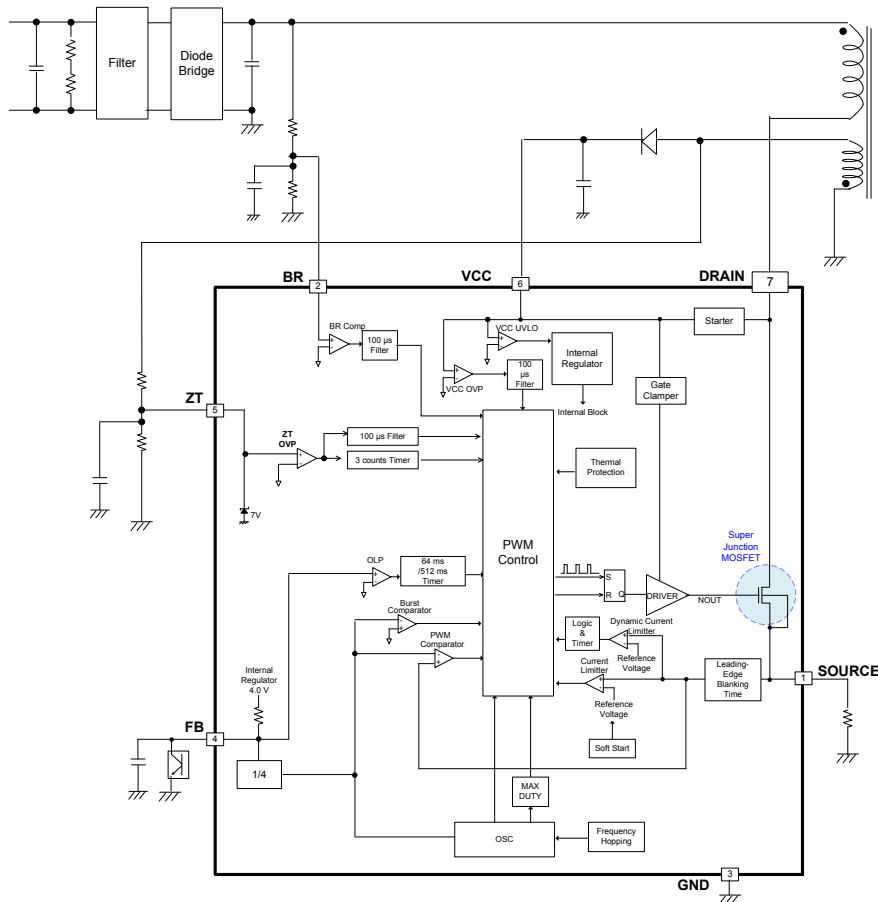 Filter
Diode
Bridge
BR
VCC
DRAIN
2
6
7
BR Comp
100 µs
Filter
VCC UVLO
Internal
Regulator
Starter
VCC OVP
100
µs
Filter
Internal Block
Gate
Clamper
ZT
5
ZT
OVP
100 µs Filter
3 counts Timer
7V
Thermal
Protection
PWM
Control
Super
Junction
MOSFET
OLP
64 ms
/512 ms
Timer
S
R
Q
DRIVER
NOUT
Burst
Comparator
PWM
Comparator
Logic
&
Timer
Dynamic Current
Limitter
Reference
Voltage
Current
Limitter
Reference
Voltage
Leading-
Edge
Blanking
Time
1
SOURCE
Internal
Regulator
4.0 V
FB
4
1/4
Soft Start
MAX
DUTY
OSC
Frequency
Hopping
GND
3
+
-
+
-
+
-
+
-
+
-
-
+
-
+
+
-
+
-